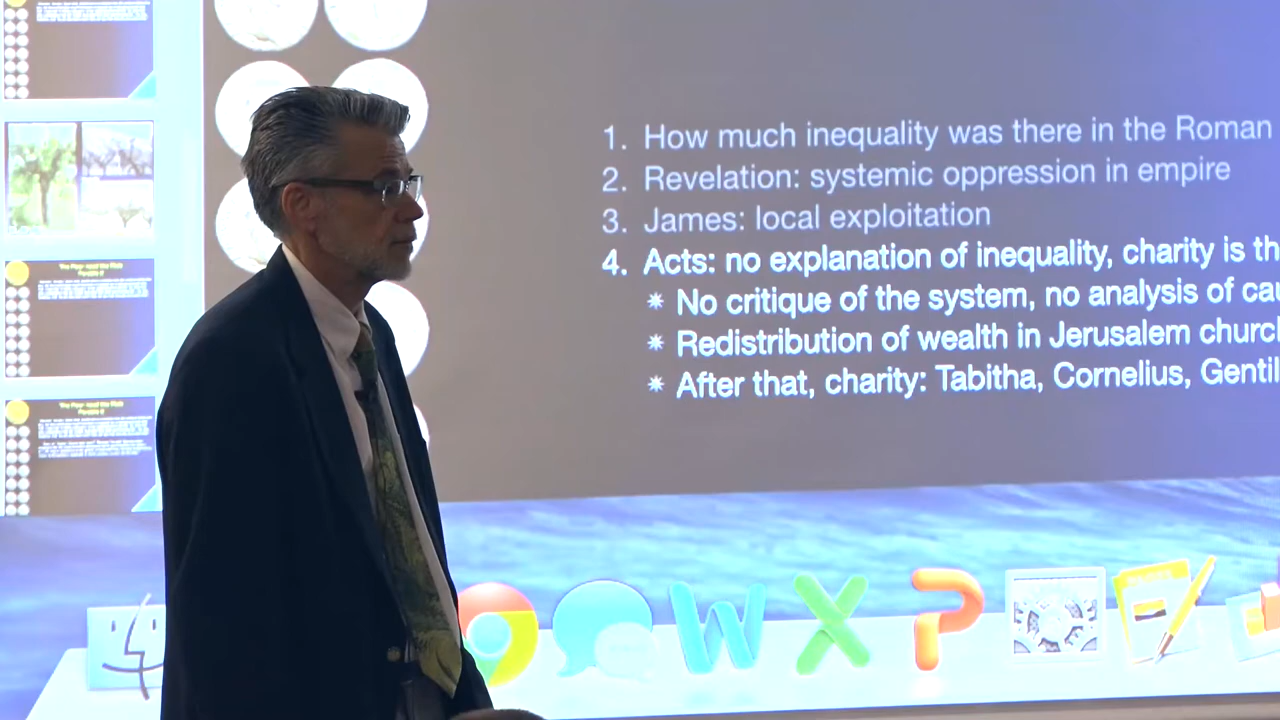 1. How much inequality was there in the Roman
2. Revelation: systemic oppression in empire
3. James: local exploitation
4. Acts: no explanation of inequality, charity is th
✷ No critique of the system, no analysis of cau
✷ Redistribution of wealth in Jerusalem churc
✷ After that, charity: Tabitha, Cornelius, Gentil
W X P